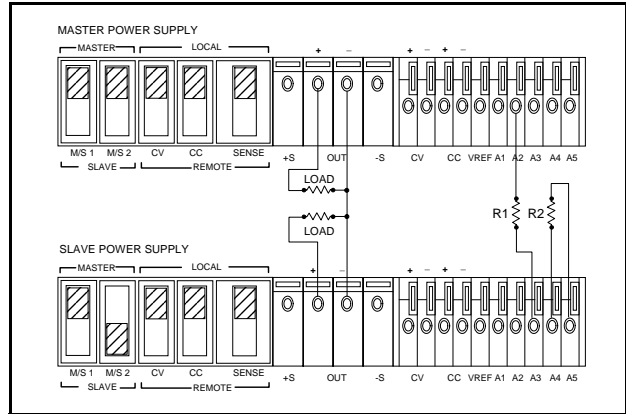 MASTER POWER SUPPLY
MASTER LOCAL
+ − + − + −
M/S 1 M/S 2 CV CC SENSE +S OUT -S CV CC VREF A1 A2 A3 A4 A5
SLAVE REMOTE
LOAD
R1 R2
LOAD
SLAVE POWER SUPPLY
MASTER LOCAL
+ − + − + −
M/S 1 M/S 2 CV CC SENSE +S OUT -S CV CC VREF A1 A2 A3 A4 A5
SLAVE REMOTE